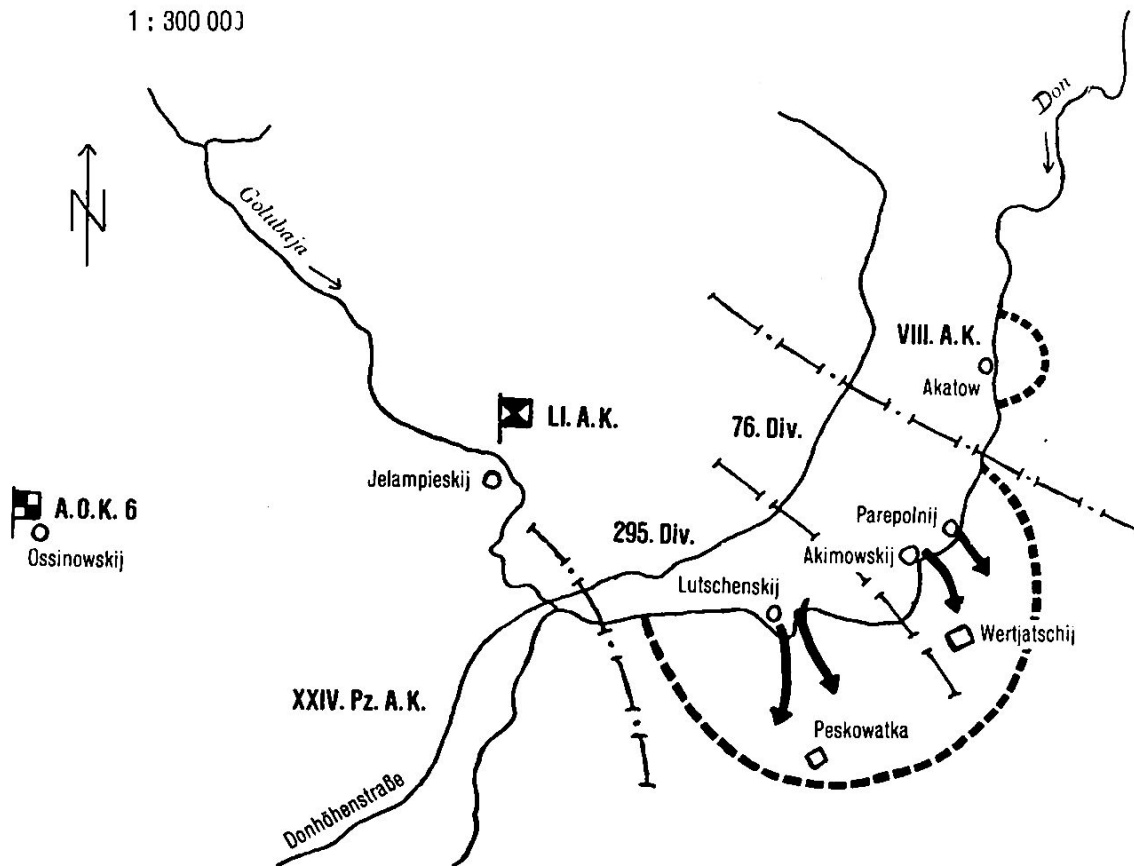 1 : 300 000
Don
Golubaja
N
VIII. A.K.
Akatow
LI. A.K.
76. Div.
Jelampieskij
A.O.K. 6
Ossinowskij
295. Div.
Parepolnij
Akimowskij
Lutschenskij
Wertjatschij
XXIV. Pz. A.K.
Peskowatka
Donhöhenstraße